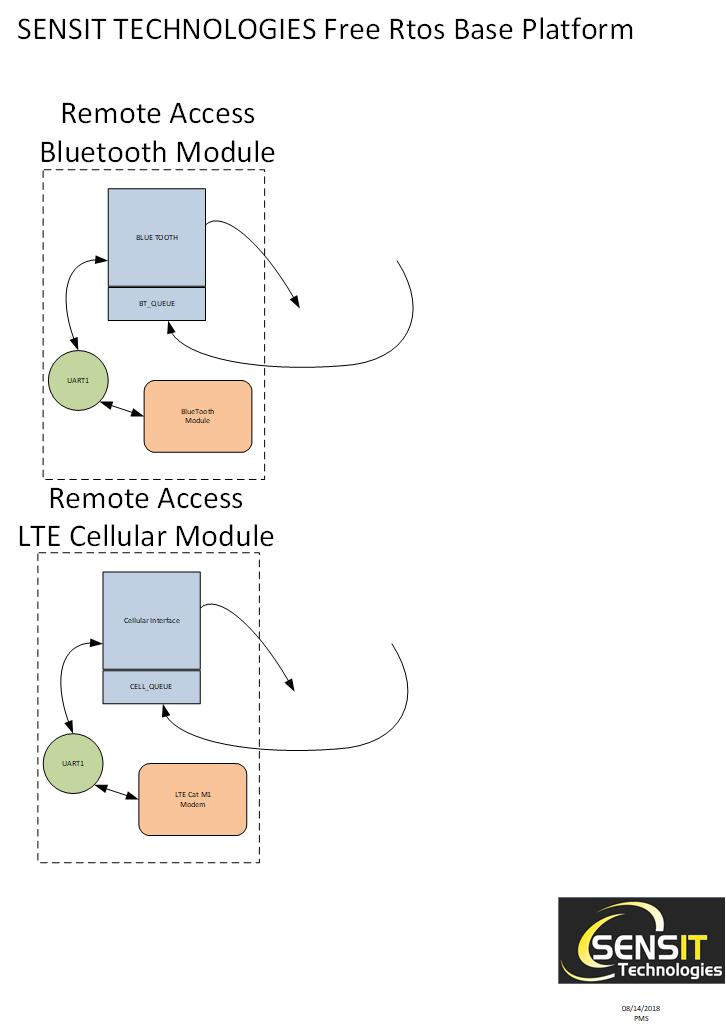 SENSIT TECHNOLOGIES Free Rtos Base Platform
Remote Access
Bluetooth Module
BLUE TOOTH
BT_QUEUE
UART1
BlueTooth
Module
Remote Access
LTE Cellular Module
Cellular Interface
CELL_QUEUE
UART1
LTE Cat M1
Modem
SENSIT
Technologies
08/14/2018
PMS